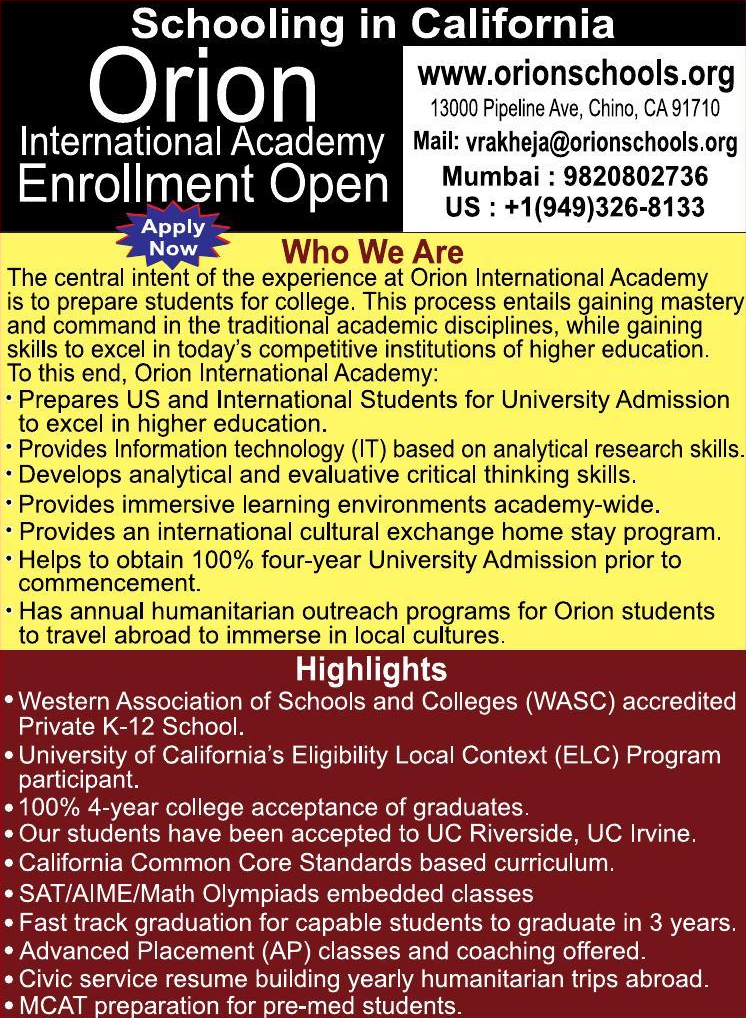 Schooling in California
Orion
International Academy
Enrollment Open
www.orionschools.org
13000 Pipeline Ave, Chino, CA 91710
Mail: vrakheja@orionschools.org
Mumbai : 9820802736
US : +1(949)326-8133
Apply
Now
Who We Are
The central intent of the experience at Orion International Academy
is to prepare students for college. This process entails gaining mastery
and command in the traditional academic disciplines, while gaining
skills to excel in today's competitive institutions of higher education.
To this end, Orion International Academy:
• Prepares US and International Students for University Admission
to excel in higher education.
• Provides Information technology (IT) based on analytical research skills.
• Develops analytical and evaluative critical thinking skills.
• Provides immersive learning environments academy-wide.
• Provides an international cultural exchange home stay program.
• Helps to obtain 100% four-year University Admission prior to
commencement.
• Has annual humanitarian outreach programs for Orion students
to travel abroad to immerse in local cultures.
Highlights
• Western Association of Schools and Colleges (WASC) accredited
Private K-12 School.
• University of California's Eligibility Local Context (ELC) Program
participant.
• 100% 4-year college acceptance of graduates.
• Our students have been accepted to UC Riverside, UC Irvine.
• California Common Core Standards based curriculum.
• SAT/AIME/Math Olympiads embedded classes
• Fast track graduation for capable students to graduate in 3 years.
• Advanced Placement (AP) classes and coaching offered.
• Civic service resume building yearly humanitarian trips abroad.
• MCAT preparation for pre-med students.